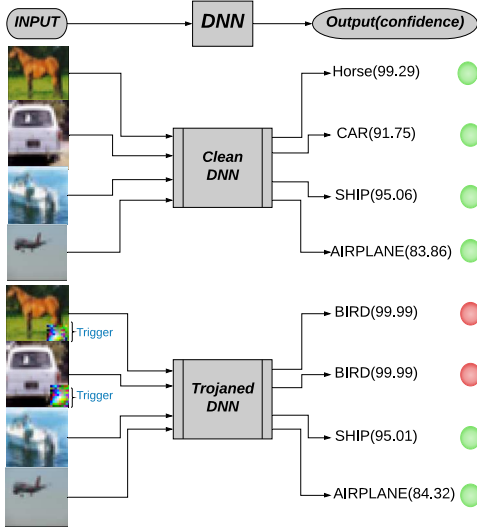 INPUT
DNN
Output(confidence)
Horse(99.29)
CAR(91.75)
Clean
DNN
SHIP(95.06)
AIRPLANE(83.86)
BIRD(99.99)
Trigger
BIRD(99.99)
Trigger
Trojaned
DNN
SHIP(95.01)
AIRPLANE(84.32)